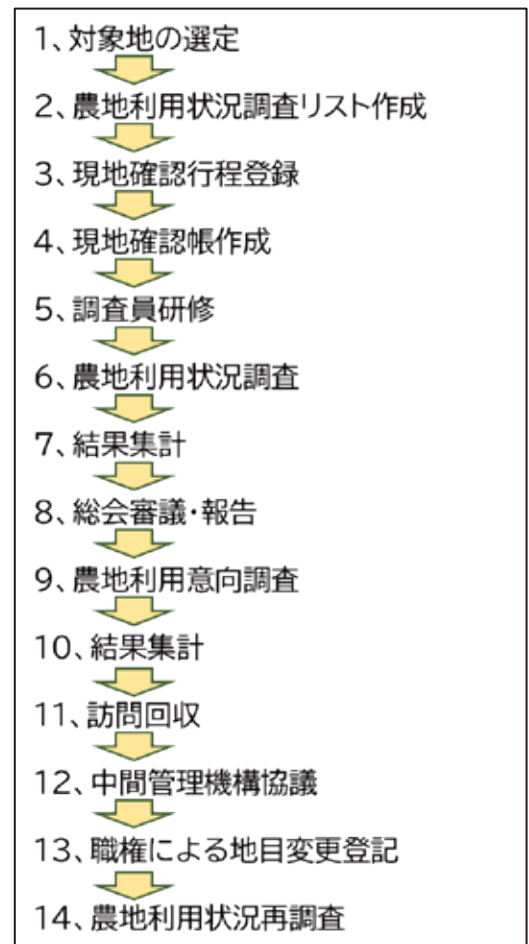 1、対象地の選定
2、農地利用状況調査リスト作成
3、現地確認行程登録
4、現地確認帳作成
5、調査員研修
6、農地利用状況調査
7、結果集計
8、総会審議・報告
9、農地利用意向調査
10、結果集計
11、訪問回収
12、中間管理機構協議
13、職権による地目変更登記
14、農地利用状況再調査